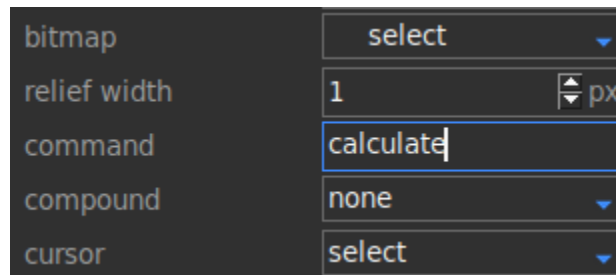 bitmap select
relief width 1 px
command calculate
compound none
cursor select